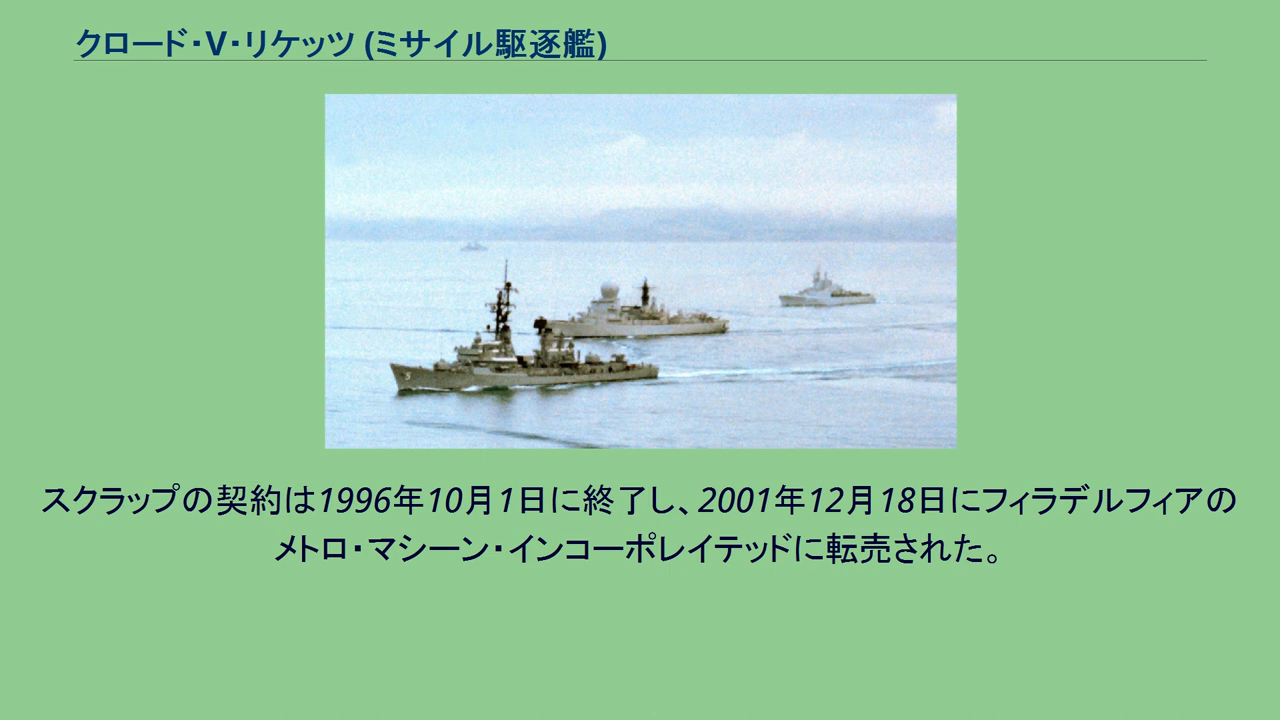 クロード・V・リケッツ (ミサイル駆逐艦)
5
スクラップの契約は1996年10月1日に終了し、2001年12月18日にフィラデルフィアの
メトロ・マシーン・インコーポレイテッドに転売された。